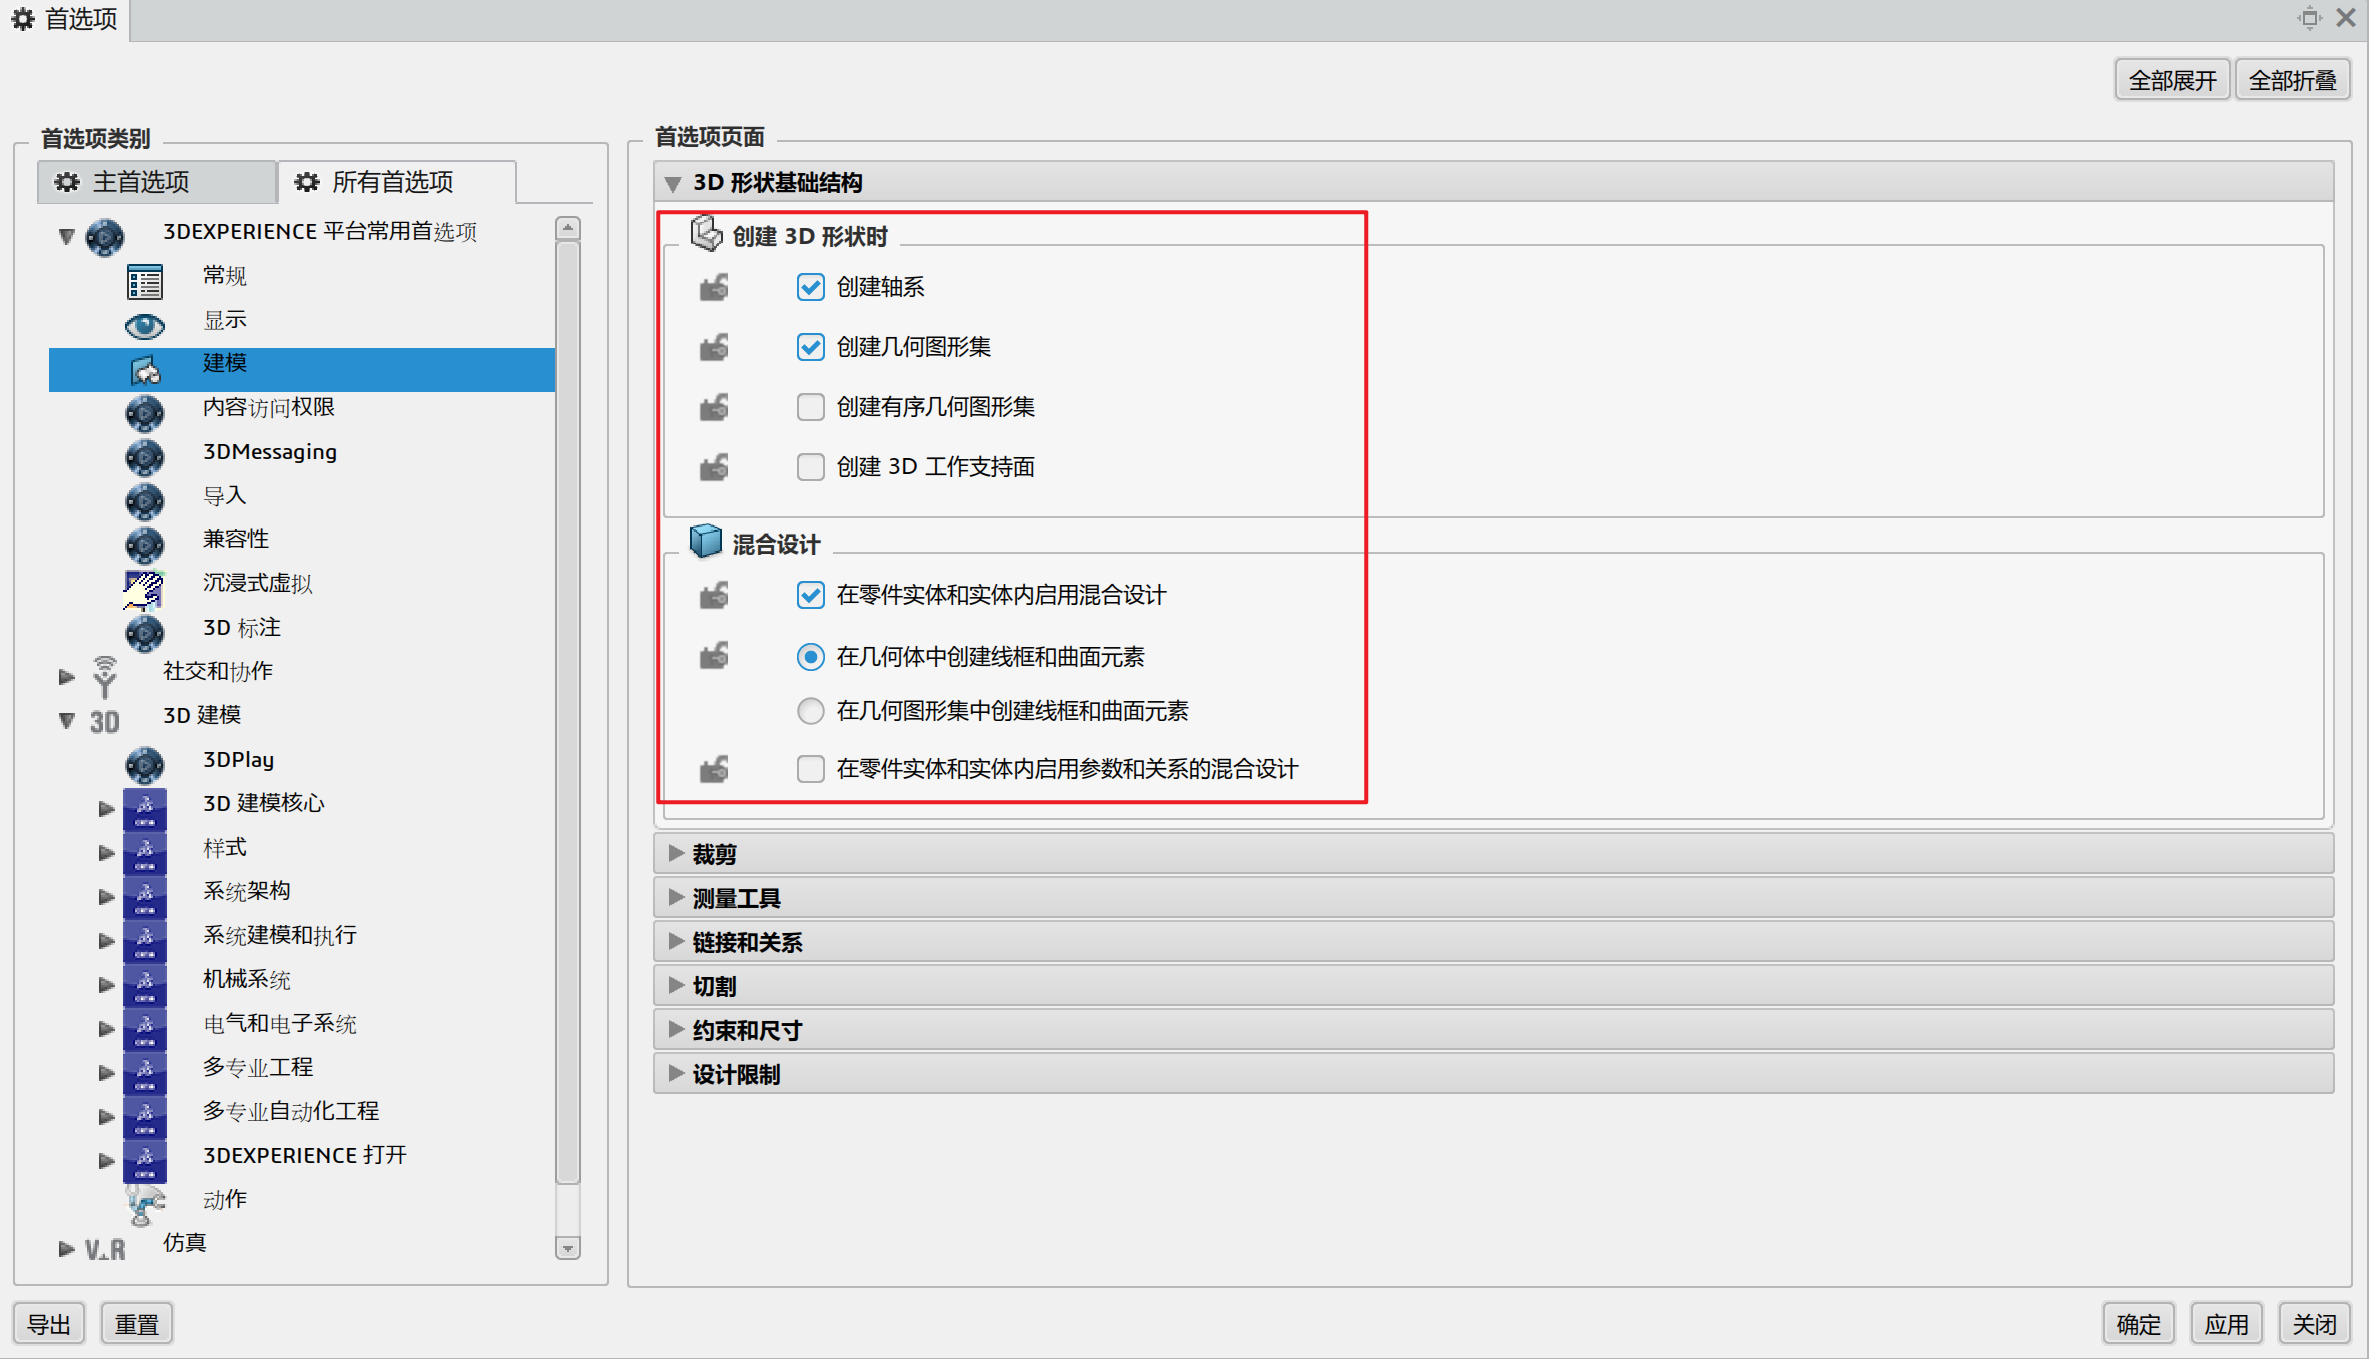 首选项
全部展开
全部折叠
首选项类别
主首选项
所有首选项
3DEXPERIENCE 平台常用首选项
常规
显示
建模
内容访问权限
3DMessaging
导入
兼容性
沉浸式虚拟
3D 标注
社交和协作
3D
3D 建模
3DPlay
3D 建模核心
样式
系统架构
系统建模和执行
机械系统
电气和电子系统
多专业工程
多专业自动化工程
3DEXPERIENCE 打开
动作
仿真
首选项页面
3D 形状基础结构
创建 3D 形状时
创建轴系
创建几何图形集
创建有序几何图形集
创建 3D 工作支持面
混合设计
在零件实体和实体内启用混合设计
在几何体中创建线框和曲面元素
在几何图形集中创建线框和曲面元素
在零件实体和实体内启用参数和关系的混合设计
裁剪
测量工具
链接和关系
切割
约束和尺寸
设计限制
导出
重置
确定
应用
关闭